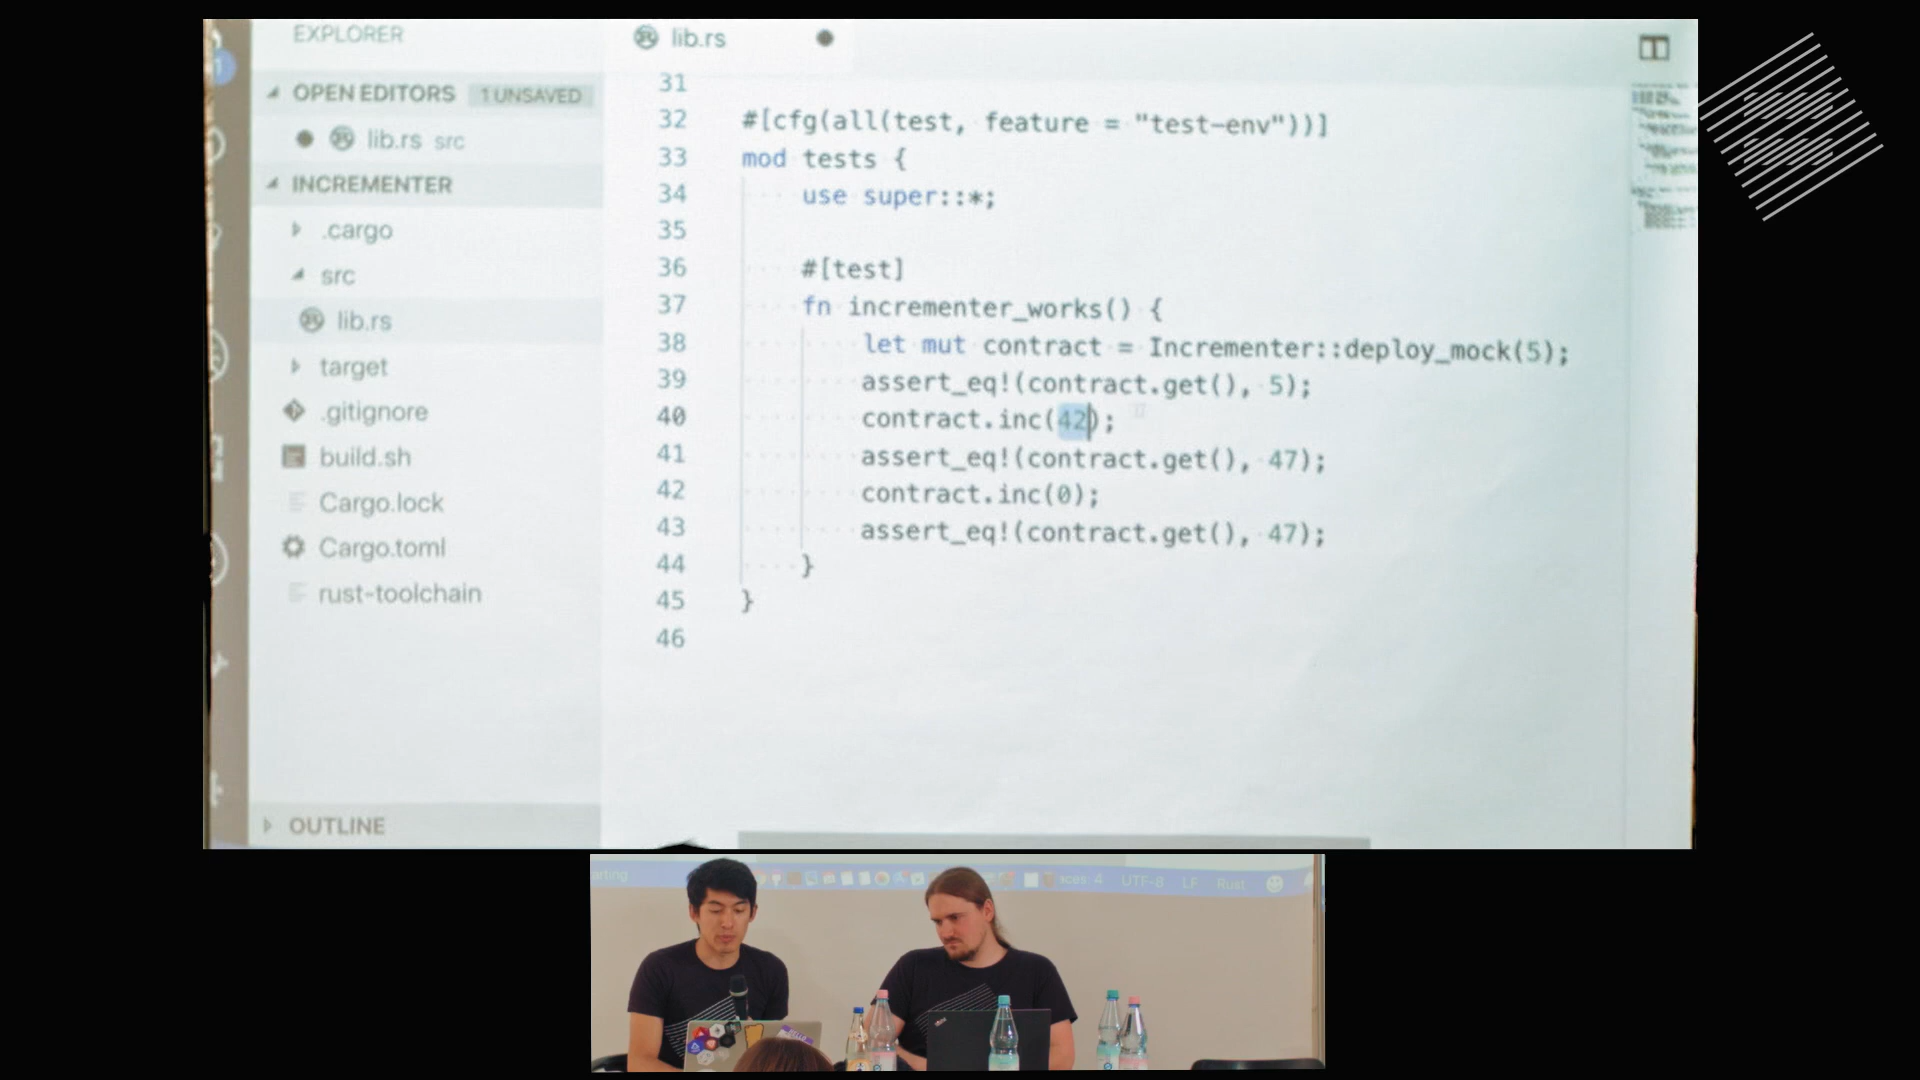 EXPLORER
OPEN EDITORS 1 UNSAVED
lib.rs src
INCREMENTER
.cargo
src
lib.rs
target
.gitignore
build.sh
Cargo.lock
Cargo.toml
rust-toolchain
OUTLINE
lib.rs
31
32 #[cfg(all(test, feature = "test-env"))]
33 mod tests {
34 use super::*;
35
36 #[test]
37 fn incrementer_works() {
38 let mut contract = Incrementer::deploy_mock(5);
39 assert_eq!(contract.get(), 5);
40 contract.inc(42);
41 assert_eq!(contract.get(), 47);
42 contract.inc(0);
43 assert_eq!(contract.get(), 47);
44 }
45 }
46
UTF-8 LF Rust